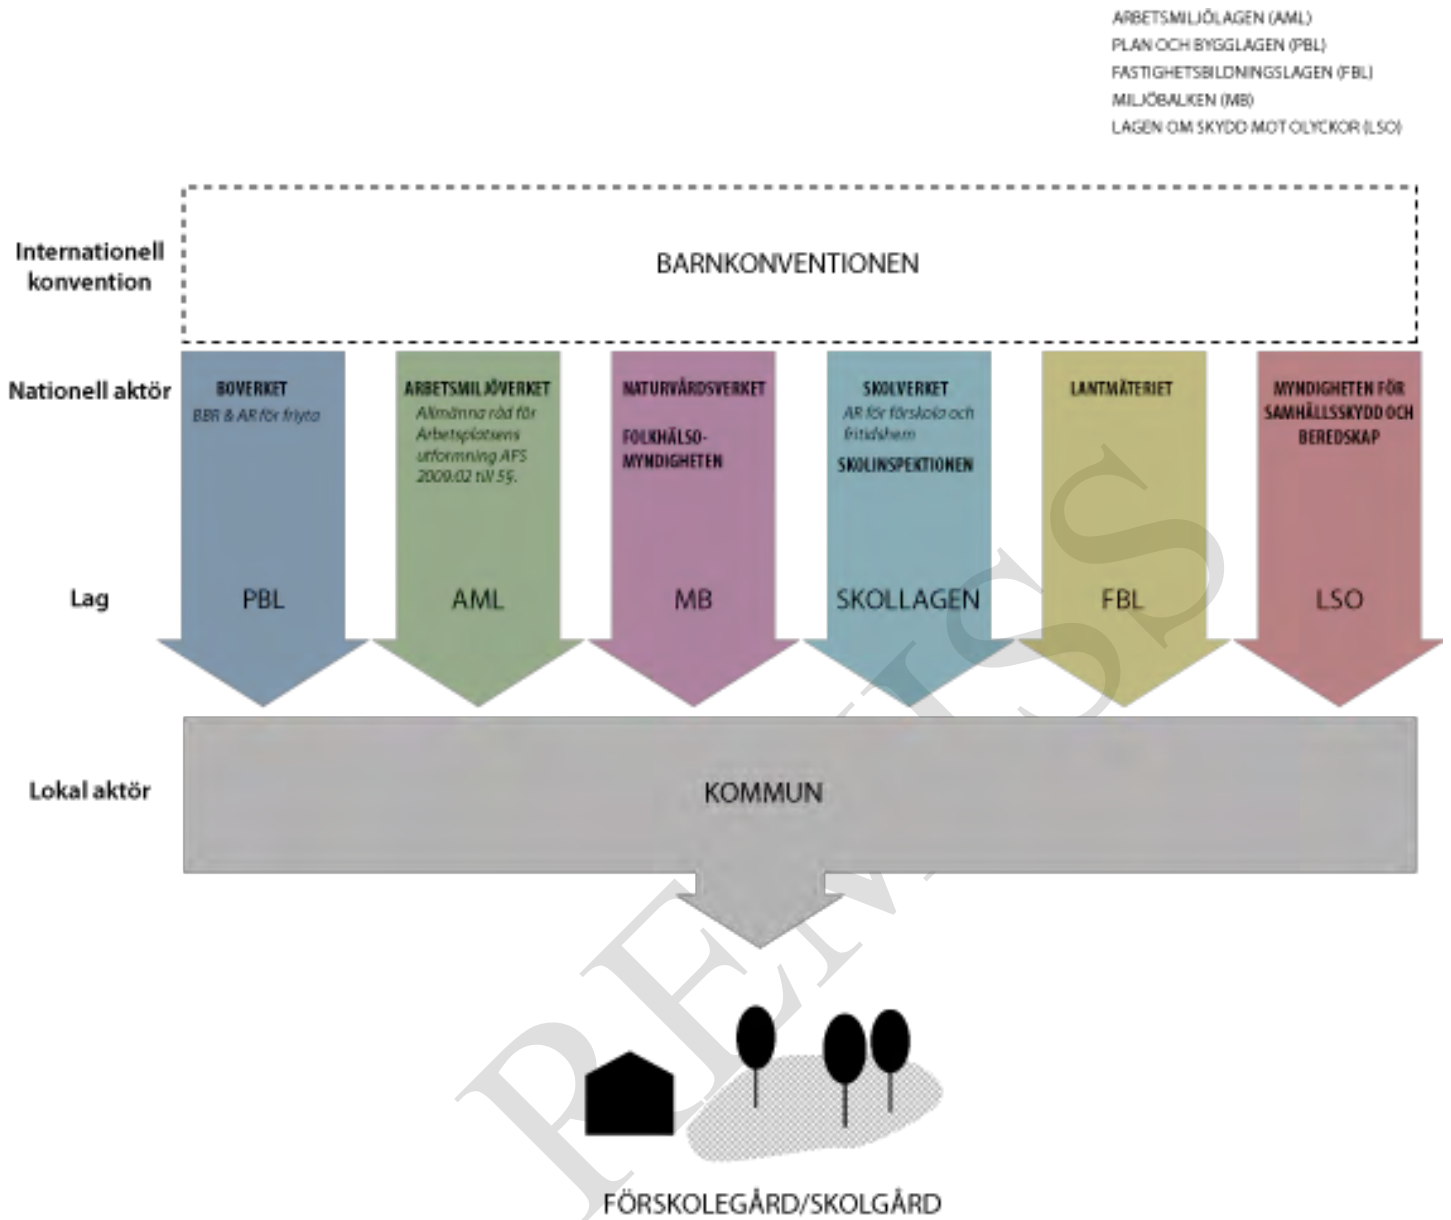 ARBETSMILJÖLAGEN (AML)
PLAN OCH BYGGLAGEN (PBL)
FASTIGHETSBILDNINGSLAGEN (FBL)
MILJÖBALKEN (MB)
LAGEN OM SKYDD MOT OLYCKOR (LSO)
Internationell
konvention
BARNKONVENTIONEN
Nationell aktör
BOVERKET
BBR & AR för friyta
ARBETSMILJÖVERKET
Allmänna råd för
Arbetsplatsens
utformning AFS
2009:02 till 5§.
NATURVÅRDSVERKET
FOLKHÄLSO-
MYNDIGHETEN
SKOLVERKET
AR för förskola och
fritidshem
SKOLINSPEKTIONEN
LANTMÄTERIET
MYNDIGHETEN FÖR
SAMHÄLLSSKYDD OCH
BEREDSKAP
Lag
PBL
AML
MB
SKOLLAGEN
FBL
LSO
Lokal aktör
KOMMUN
FÖRSKOLEGÅRD/SKOLGÅRD
REMISS